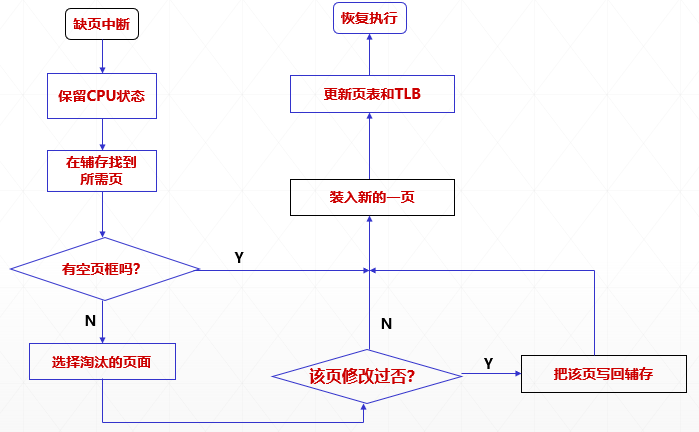 缺页中断
保留CPU状态
在辅存找到
所需页
有空页框吗?
Y
N
选择淘汰的页面
该页修改过否?
Y
把该页写回辅存
N
装入新的一页
更新页表和TLB
恢复执行